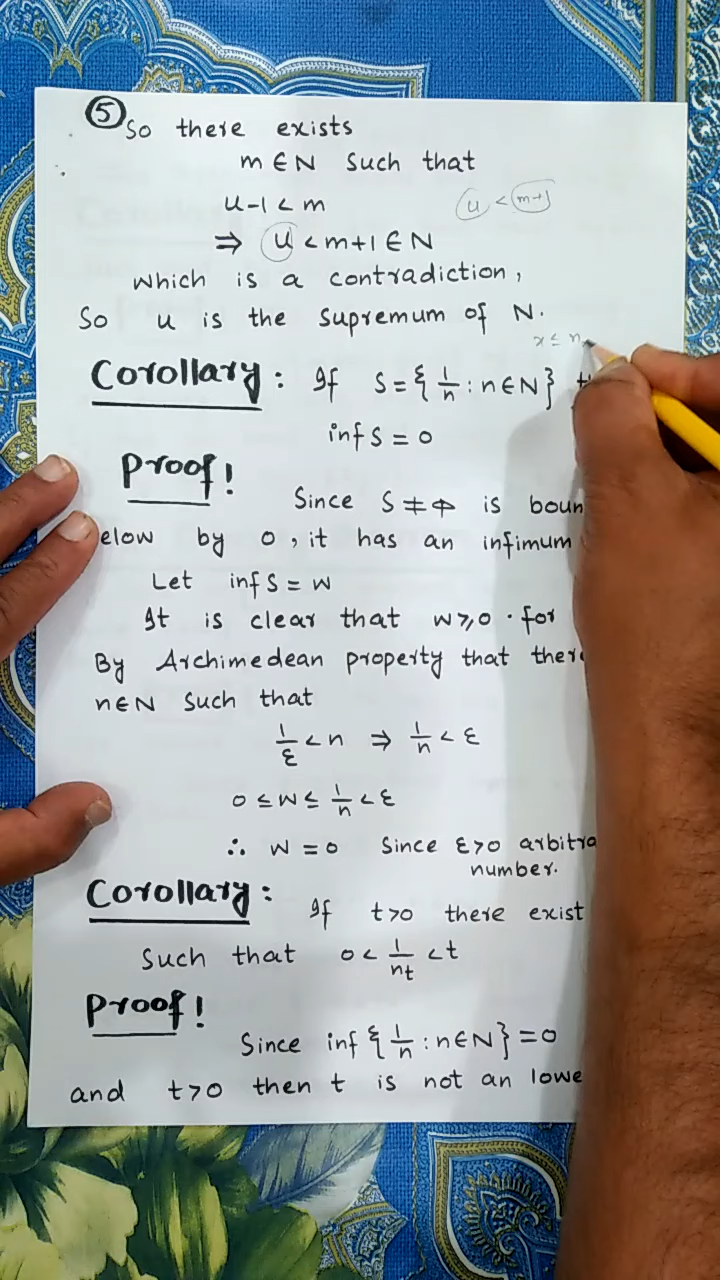 ⑤ So there exists
m ∈ N such that
u-1 < m
u < m+1
⇒ u < m+1 ∈ N
which is a contradiction,
So u is the supremum of N.
x ≤ n
Corollary: If S = { 1/n : n ∈ N }
inf S = 0
Proof!
Since S ≠ Φ is boun
elow by 0, it has an infimum
Let inf S = w
It is clear that w ⩾ 0 . for
By Archimedean property that there
n ∈ N such that
1/ε < n ⇒ 1/n < ε
0 ≤ w ≤ 1/n < ε
∴ w = 0 Since ε > 0 arbitra
number.
Corollary: If t > 0 there exist
Such that 0 < 1/nt < t
Proof!
Since inf { 1/n : n ∈ N } = 0
and t > 0 then t is not an lowe